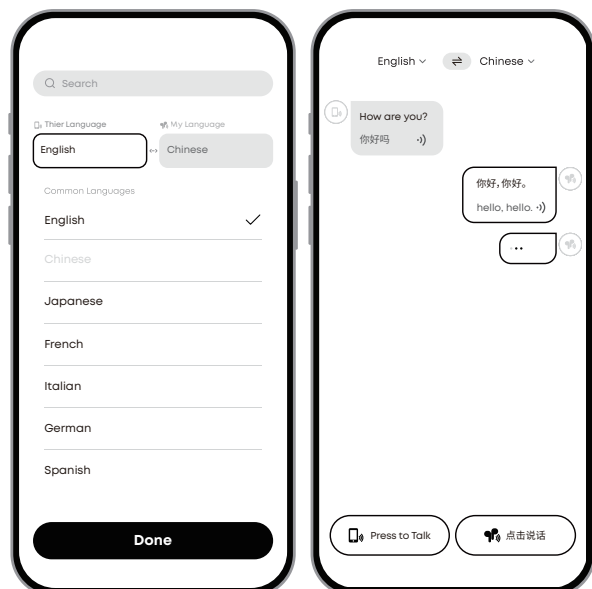 Search
Thier Language
My Language
English
Chinese
Common Languages
English
Chinese
Japanese
French
Italian
German
Spanish
Done
English
Chinese
How are you?
你好吗
你好，你好。
hello, hello.
Press to Talk
点击说话